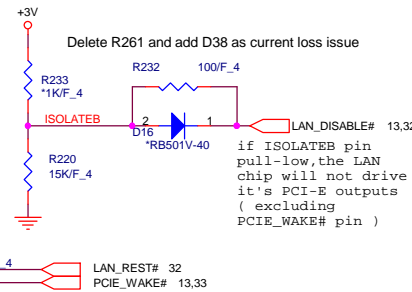 +3V
Delete R261 and add D38 as current loss issue
R233
*1K/F_4
R232 100/F_4
ISOLATEB
2 1
D16
*RB501V-40
LAN_DISABLE# 13,32
R220
15K/F_4
if ISOLATEB pin
pull-low,the LAN
chip will not drive
it's PCI-E outputs
( excluding
PCIE_WAKE# pin )
_4
LAN_REST# 32
PCIE_WAKE# 13,33